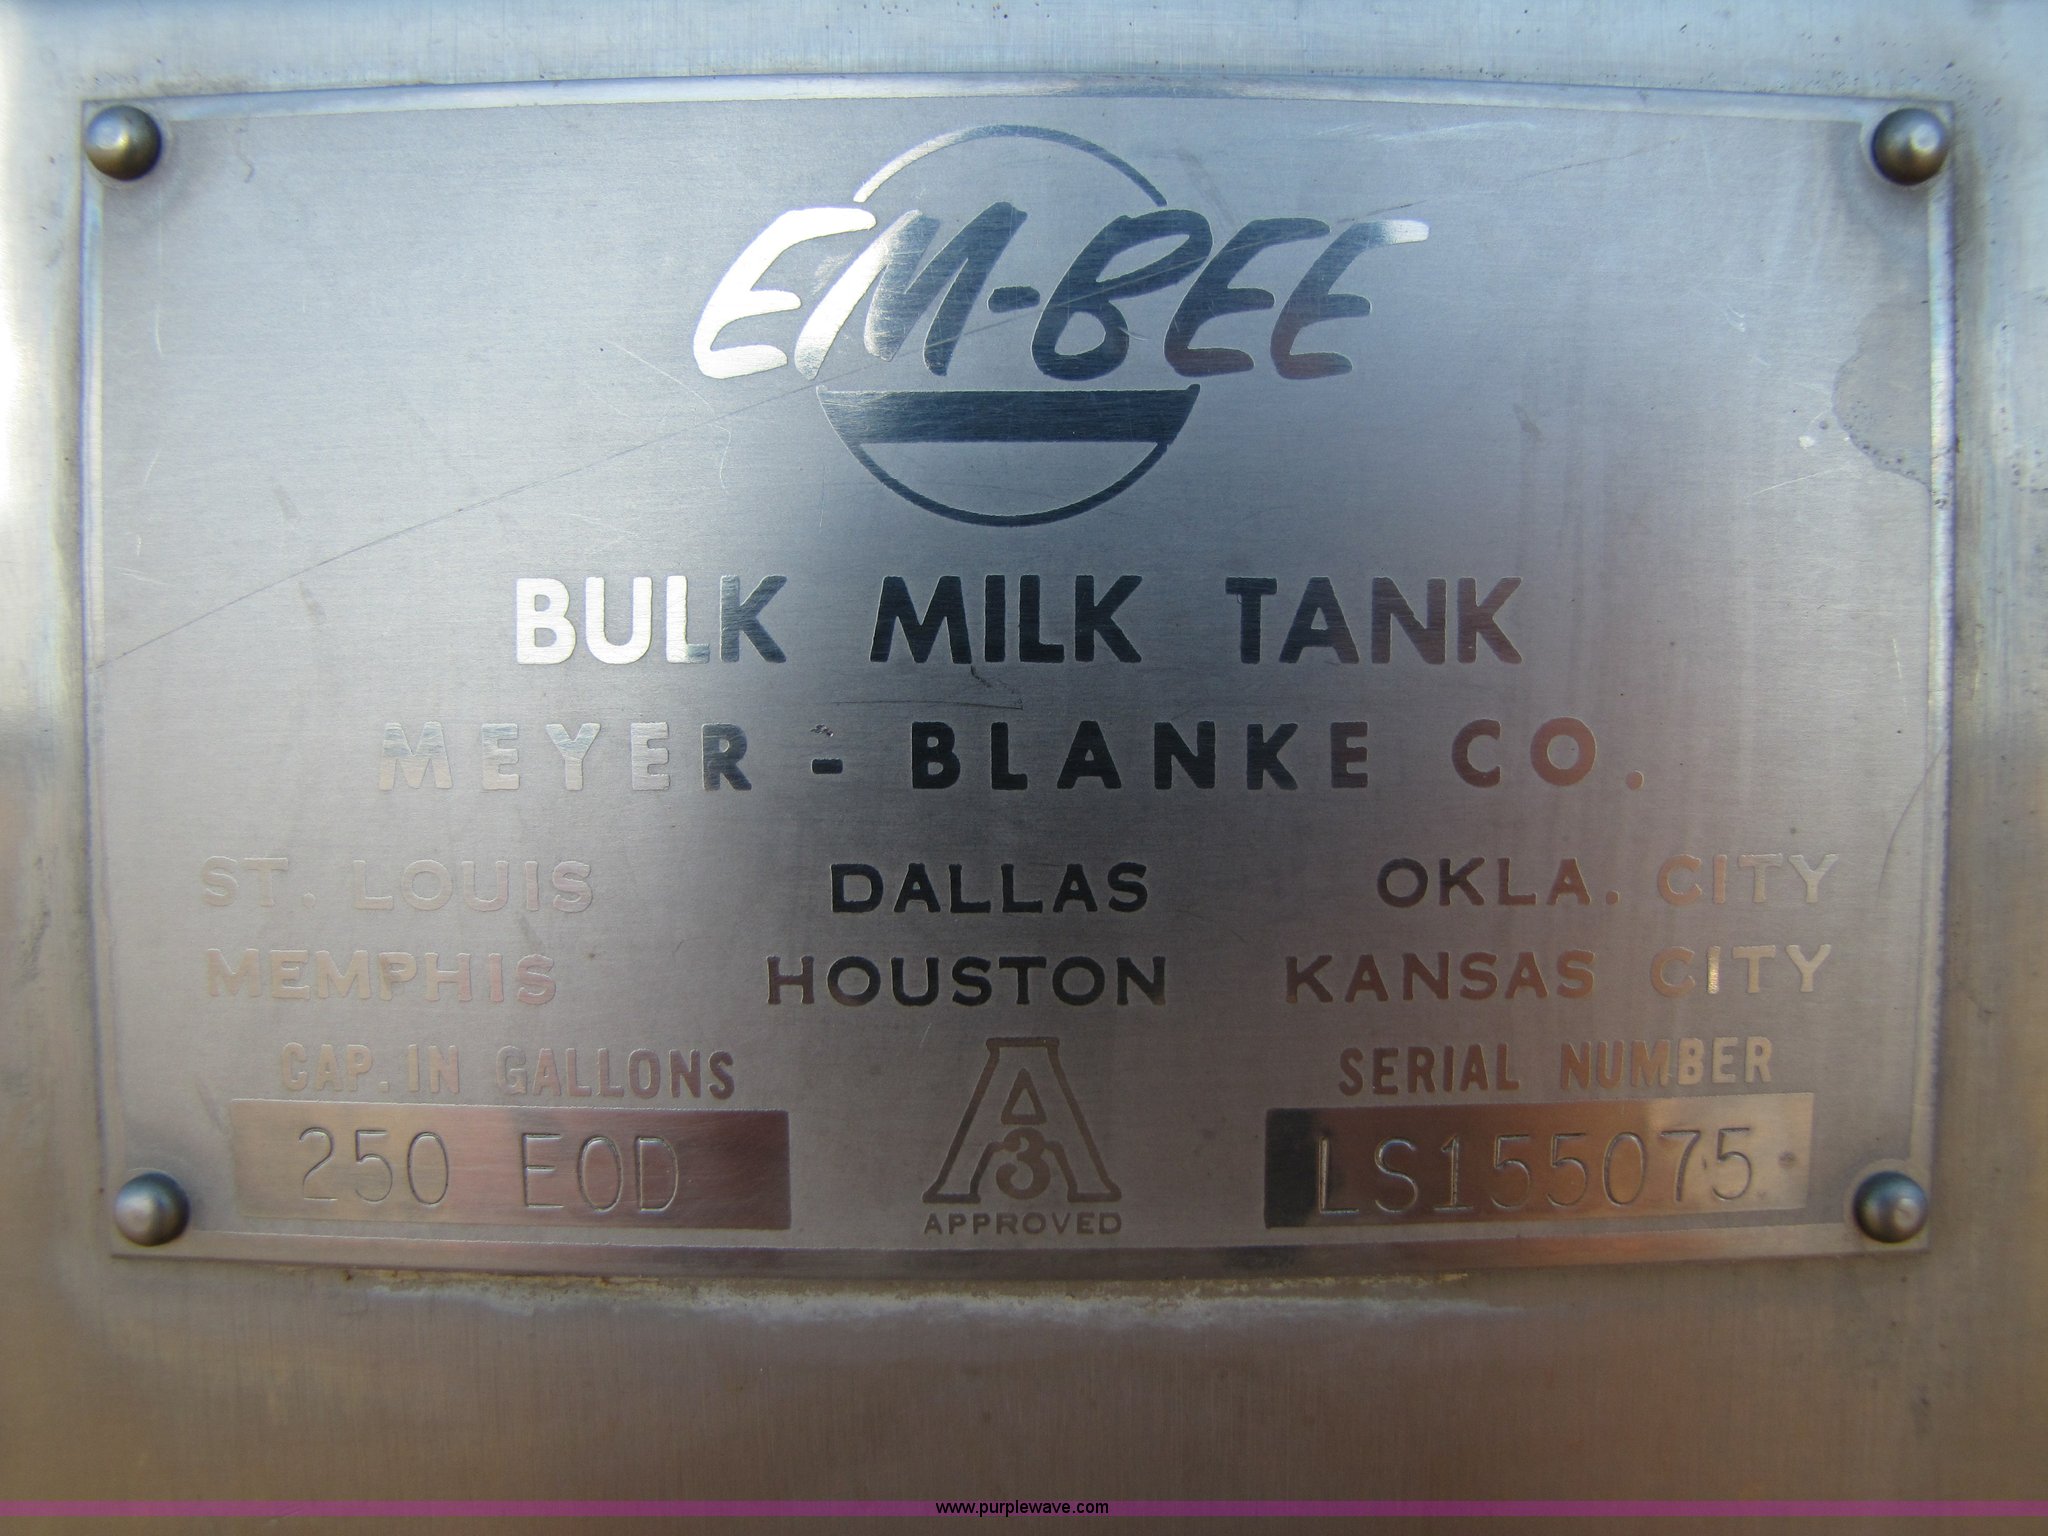 EM-BEE
BULK MILK TANK
MEYER-BLANKE CO.
ST. LOUIS DALLAS OKLA. CITY
MEMPHIS HOUSTON KANSAS CITY
CAP. IN GALLONS SERIAL NUMBER
250 EOD 3A LS155075
APPROVED
www.purplewave.com